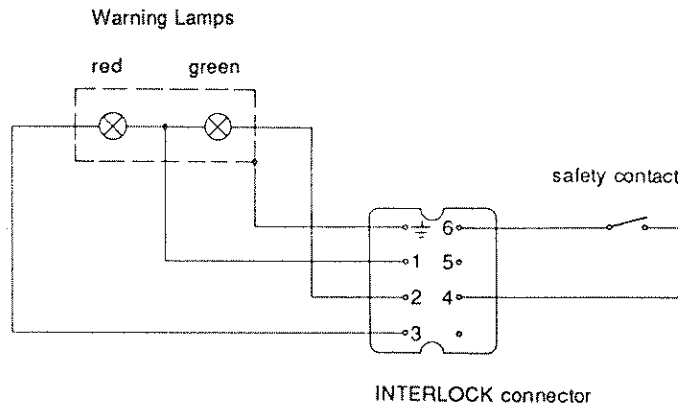 Warning Lamps
red green
safety contact
6
1 5
2 4
3
INTERLOCK connector